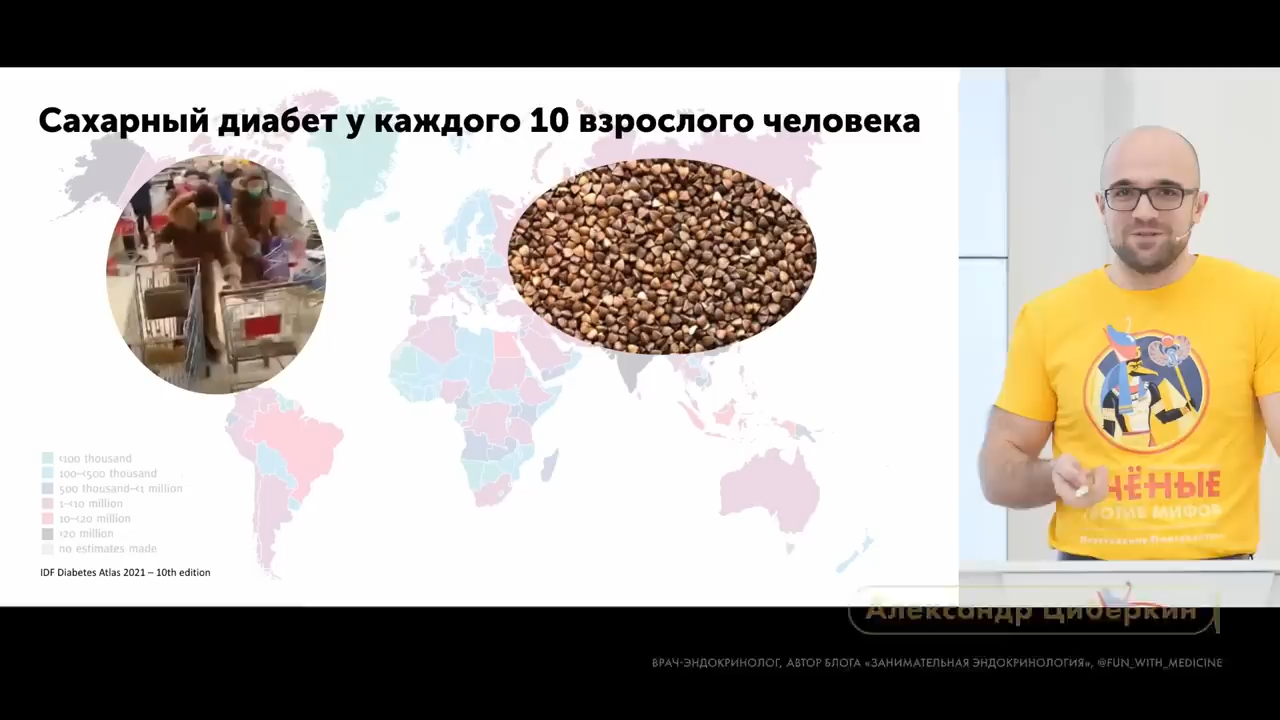 Сахарный диабет у каждого 10 взрослого человека
<100 thousand
100-<500 thousand
500 thousand-<1 million
1-<10 million
10-<20 million
>20 million
no estimates made
IDF Diabetes Atlas 2021 – 10th edition
Александр Циберкин
ВРАЧ-ЭНДОКРИНОЛОГ, АВТОР БЛОГА «ЗАНИМАТЕЛЬНАЯ ЭНДОКРИНОЛОГИЯ», @FUN_WITH_MEDICINE
МИФОВ